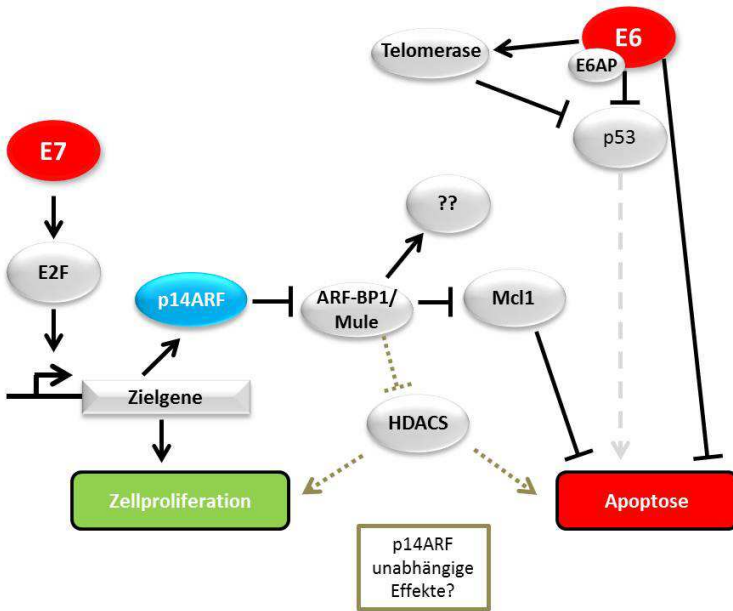 E6
E6AP
Telomerase
p53
E7
E2F
??
p14ARF
ARF-BP1/
Mule
Mcl1
Zielgene
HDACS
Zellproliferation
Apoptose
p14ARF
unabhängige
Effekte?